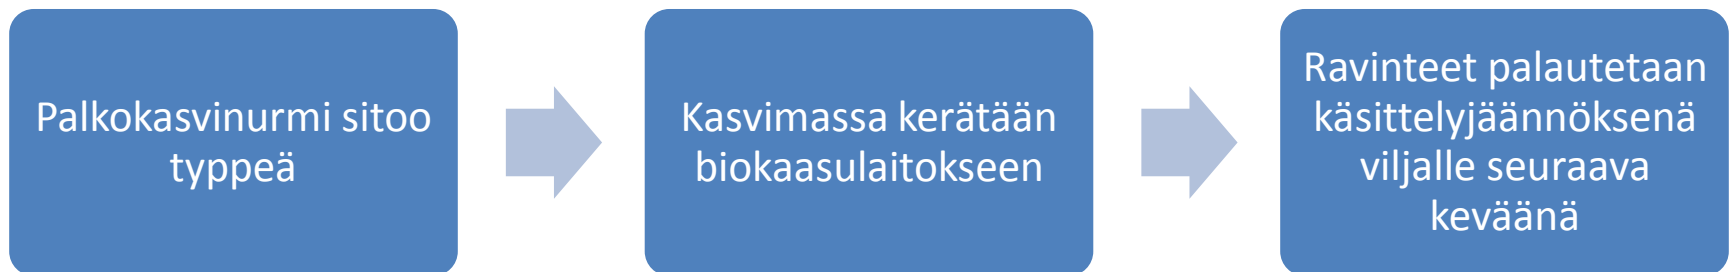 Palkokasvinurmi sitoo
typpeä
Kasvimassa kerätään
biokaasulaitokseen
Ravinteet palautetaan
käsittelyjäännöksenä
viljalle seuraava
keväänä